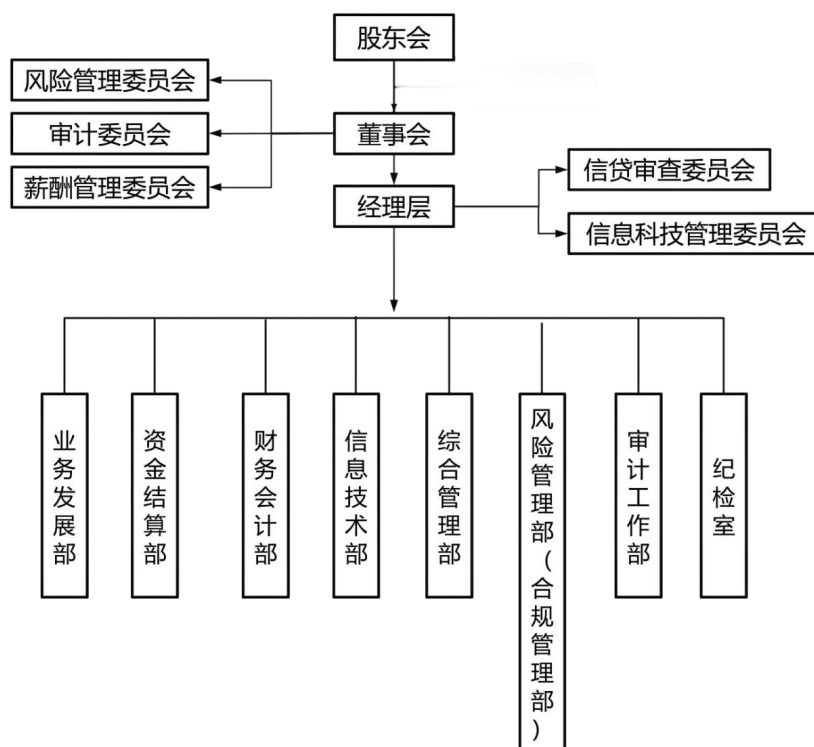 股东会
风险管理委员会
审计委员会
董事会
薪酬管理委员会
信贷审查委员会
经理层
信息科技管理委员会
业务发展部
资金结算部
财务会计部
信息技术部
综合管理部
风险管理部(合规管理部)
审计工作部
纪检室